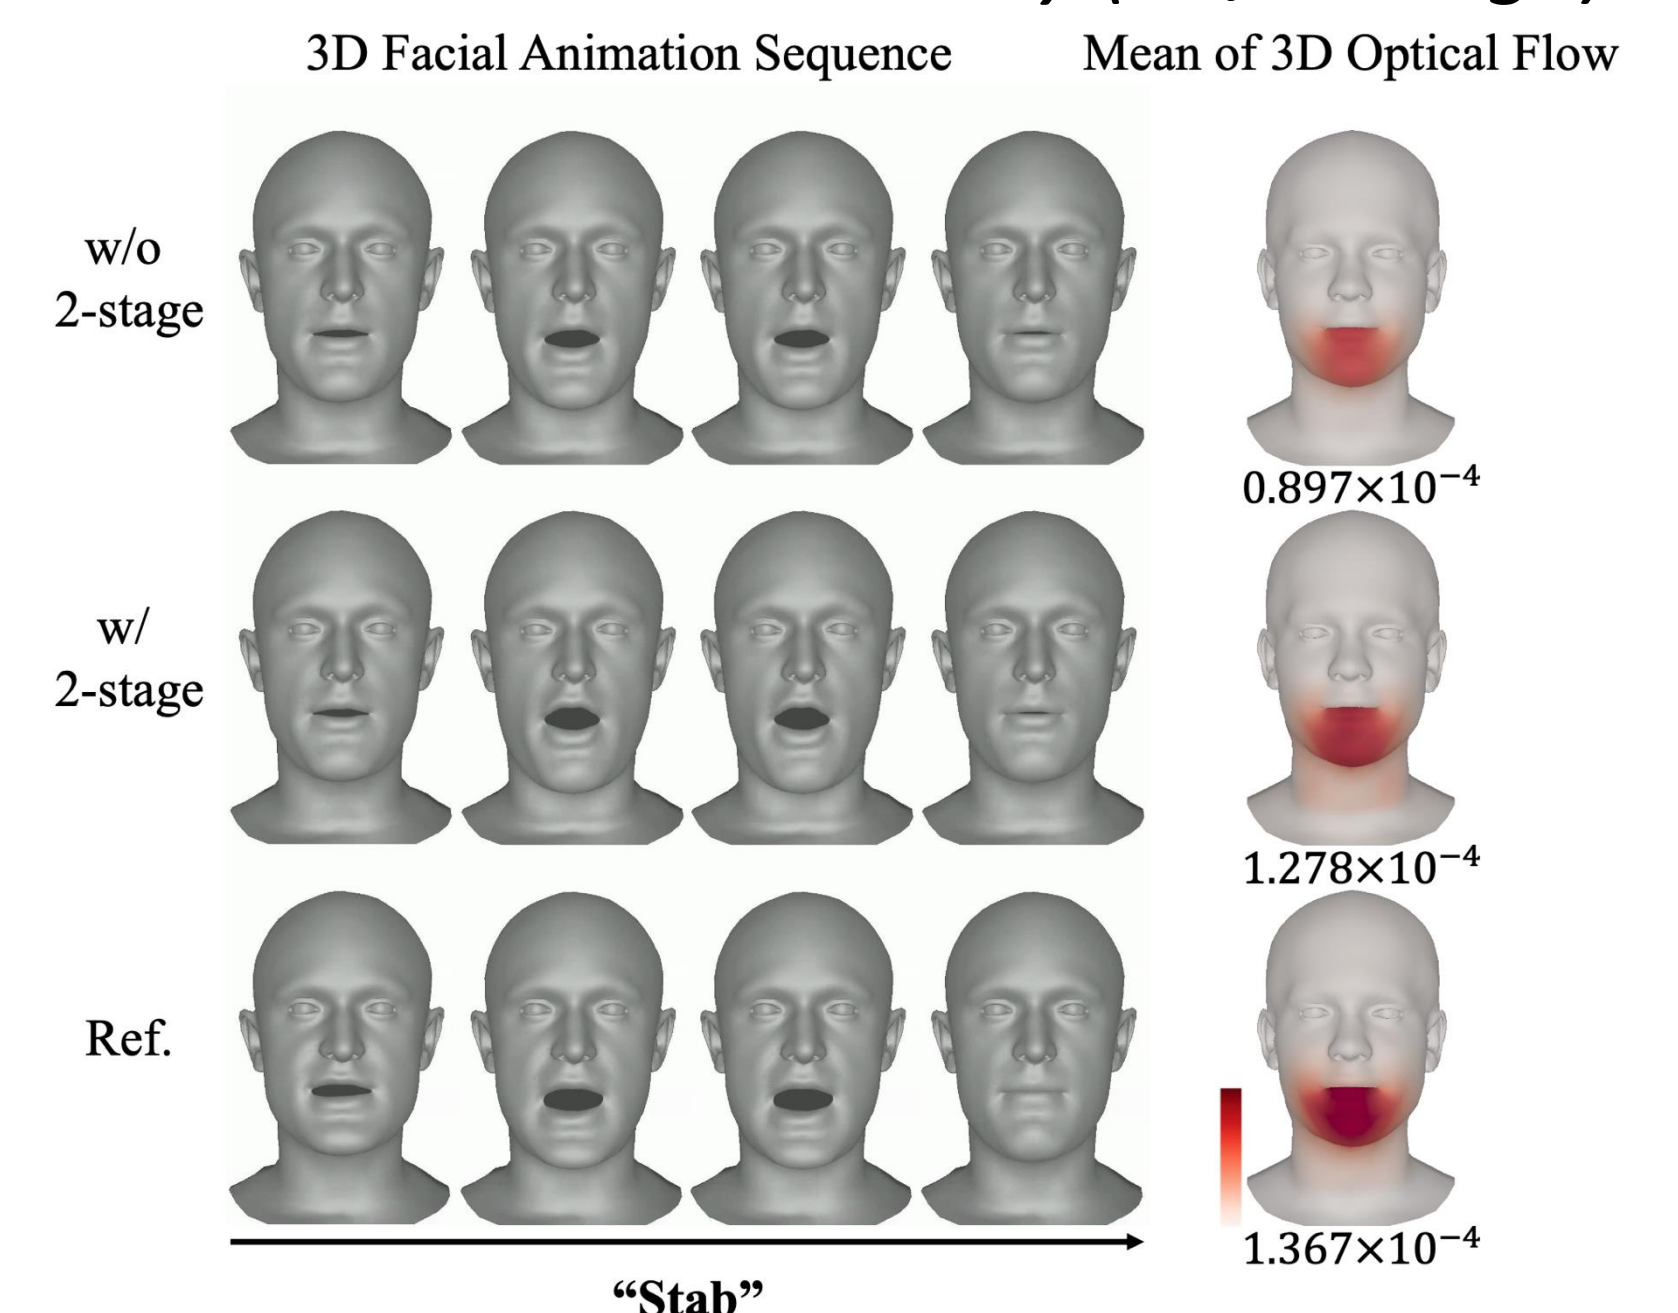 3D Facial Animation Sequence
Mean of 3D Optical Flow
w/o
2-stage
0.897×10⁻⁴
w/
2-stage
1.278×10⁻⁴
Ref.
1.367×10⁻⁴
“Stab”